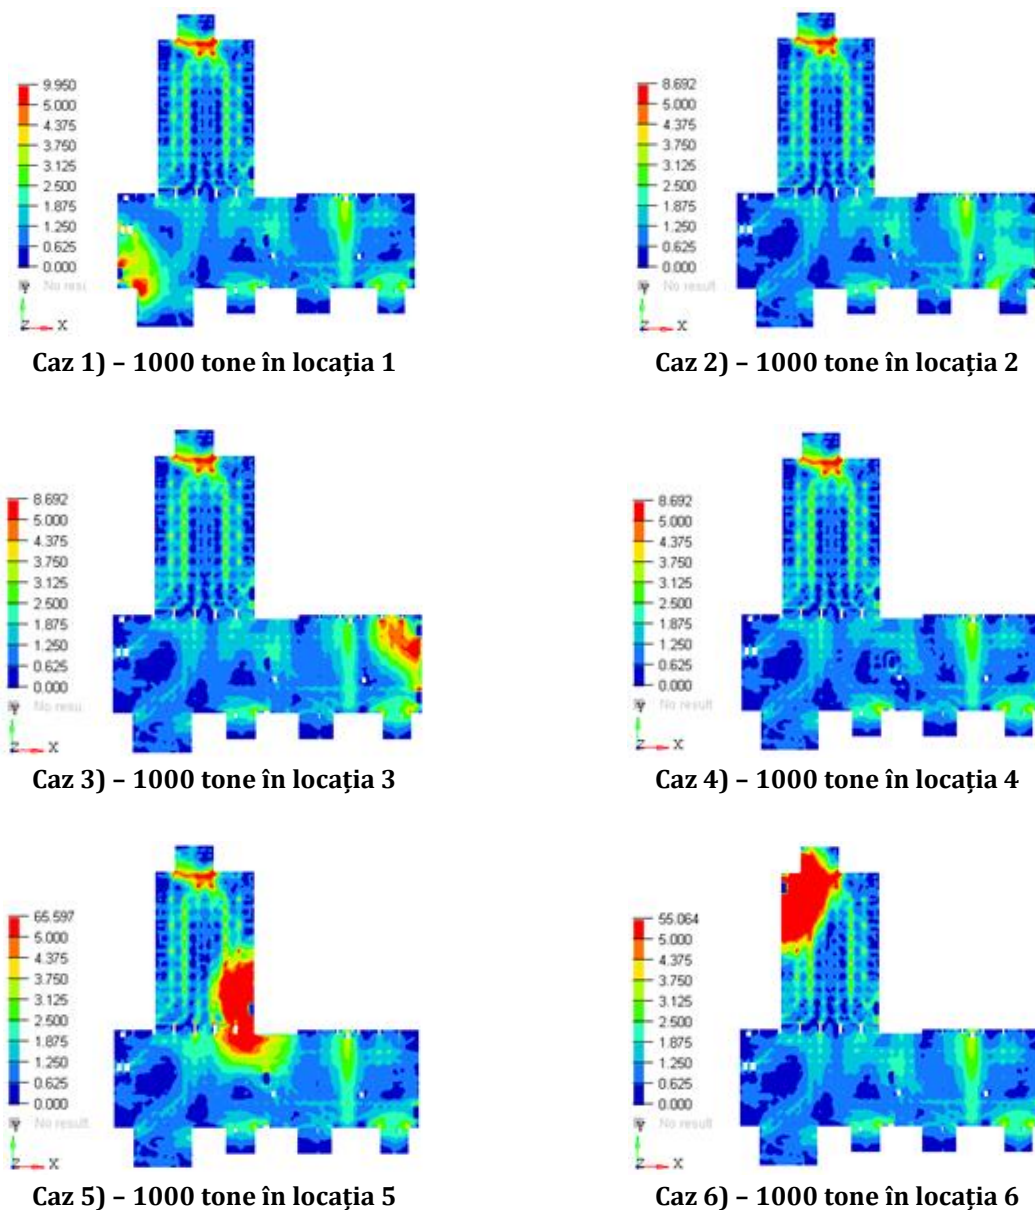 9.950
5.000
4.375
3.750
3.125
2.500
1.875
1.250
0.625
0.000
No resu
Y
Z X
8.692
5.000
4.375
3.750
3.125
2.500
1.875
1.250
0.625
0.000
No result
Y
Z X
Caz 1) – 1000 tone în locația 1
Caz 2) – 1000 tone în locația 2
8.692
5.000
4.375
3.750
3.125
2.500
1.875
1.250
0.625
0.000
No resu
Y
Z X
8.692
5.000
4.375
3.750
3.125
2.500
1.875
1.250
0.625
0.000
No result
Y
Z X
Caz 3) – 1000 tone în locația 3
Caz 4) – 1000 tone în locația 4
65.597
5.000
4.375
3.750
3.125
2.500
1.875
1.250
0.625
0.000
No result
Y
Z X
55.064
5.000
4.375
3.750
3.125
2.500
1.875
1.250
0.625
0.000
No result
Y
Z X
Caz 5) – 1000 tone în locația 5
Caz 6) – 1000 tone în locația 6